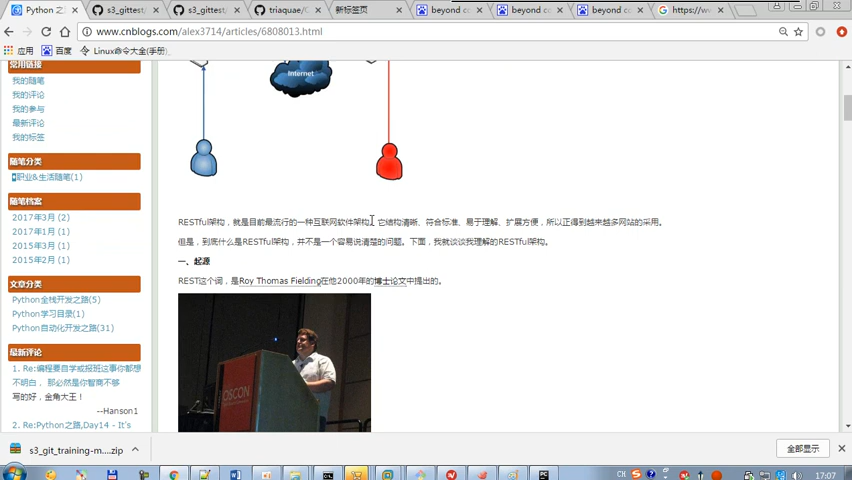 Python 之
s3_gittest/
s3_gittest/
triaquae/
新标签页
beyond co
beyond co
beyond co
https://w
www.cnblogs.com/alex3714/articles/6808013.html
应用
百度
Linux命令大全(手册)
常用链接
我的随笔
我的评论
我的参与
最新评论
我的标签
随笔分类
职业&生活随笔(1)
随笔档案
2017年3月 (2)
2017年1月 (1)
2015年3月 (1)
2015年2月 (1)
文章分类
Python全栈开发之路(5)
Python学习目录(1)
Python自动化开发之路(31)
最新评论
1. Re:编程要自学或报班这事你都想
不明白， 那必然是你智商不够
写的好，金角大王！
--Hanson1
2. Re:Python之路,Day14 - It's
Internet
RESTful架构，就是目前最流行的一种互联网软件架构。它结构清晰、符合标准、易于理解、扩展方便，所以正得到越来越多网站的采用。
但是，到底什么是RESTful架构，并不是一个容易说清楚的问题。下面，我就谈谈我理解的RESTful架构。
一、起源
REST这个词，是Roy Thomas Fielding在他2000年的博士论文中提出的。
OSCON
s3_git_training-m....zip
全部显示
CH
17:07